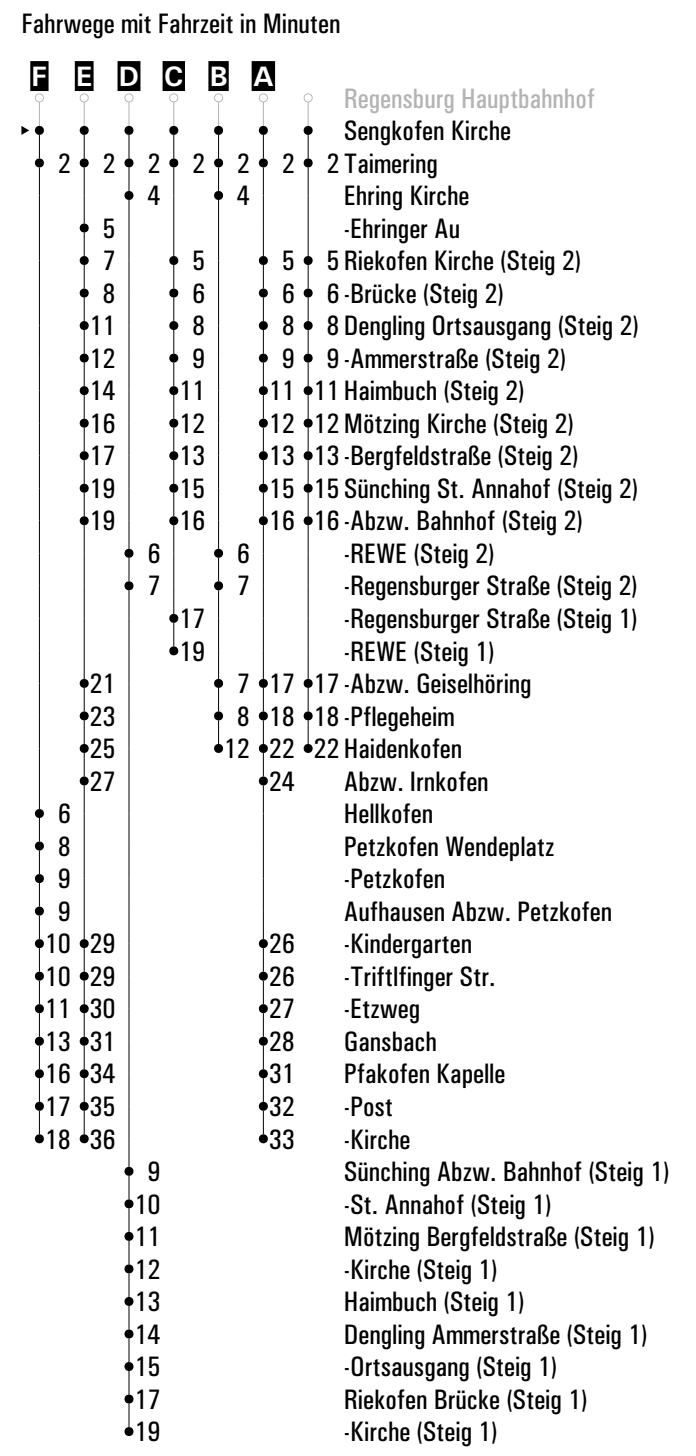 Fahrwege mit Fahrzeit in Minuten
F E D C B A
Regensburg Hauptbahnhof
Sengkofen Kirche
2 2 2 2 2 2 2 Taimering
4 4 Ehring Kirche
5 -Ehringer Au
7 5 5 5 Riekofen Kirche (Steig 2)
8 6 6 6 -Brücke (Steig 2)
11 8 8 8 Dengling Ortsausgang (Steig 2)
12 9 9 9 -Ammerstraße (Steig 2)
14 11 11 11 Haimbuch (Steig 2)
16 12 12 12 Mötzing Kirche (Steig 2)
17 13 13 13 -Bergfeldstraße (Steig 2)
19 15 15 15 Sünching St. Annahof (Steig 2)
19 16 16 16 -Abzw. Bahnhof (Steig 2)
6 6 -REWE (Steig 2)
7 7 -Regensburger Straße (Steig 2)
17 -Regensburger Straße (Steig 1)
19 -REWE (Steig 1)
21 7 17 17 -Abzw. Geiselhöring
23 8 18 18 -Pflegeheim
25 12 22 22 Haidenkofen
27 24 Abzw. Irnkofen
6 Hellkofen
8 Petzkofen Wendeplatz
9 -Petzkofen
9 Aufhausen Abzw. Petzkofen
10 29 26 -Kindergarten
10 29 26 -Triftlfinger Str.
11 30 27 -Etzweg
13 31 28 Gansbach
16 34 31 Pfakofen Kapelle
17 35 32 -Post
18 36 33 -Kirche
9 Sünching Abzw. Bahnhof (Steig 1)
10 -St. Annahof (Steig 1)
11 Mötzing Bergfeldstraße (Steig 1)
12 -Kirche (Steig 1)
13 Haimbuch (Steig 1)
14 Dengling Ammerstraße (Steig 1)
15 -Ortsausgang (Steig 1)
17 Riekofen Brücke (Steig 1)
19 -Kirche (Steig 1)